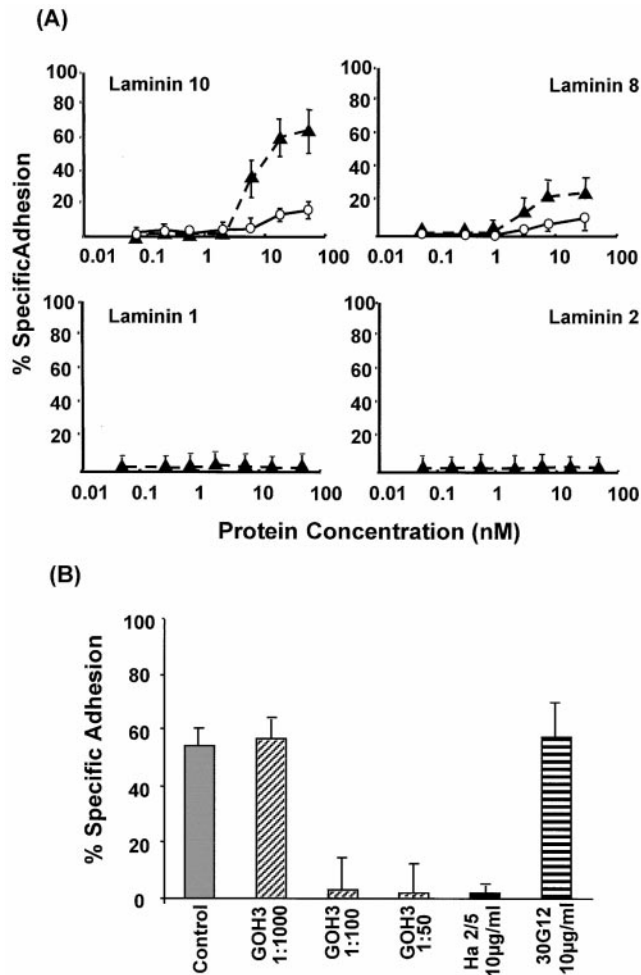 (A)
100
80
60
40
20
Laminin 10
0.01 0.1 1 10 100
100
80
60
40
20
Laminin 8
0.01 0.1 1 10 100
% SpecificAdhesion
100
80
60
40
20
Laminin 1
0.01 0.1 1 10 100
100
80
60
40
20
Laminin 2
0.01 0.1 1 10 100
Protein Concentration (nM)
(B)
% Specific Adhesion
100
80
60
40
20
0
Control
GOH3
1:1000
GOH3
1:100
GOH3
1:50
Ha 2/5
10µg/ml
30G12
10µg/ml